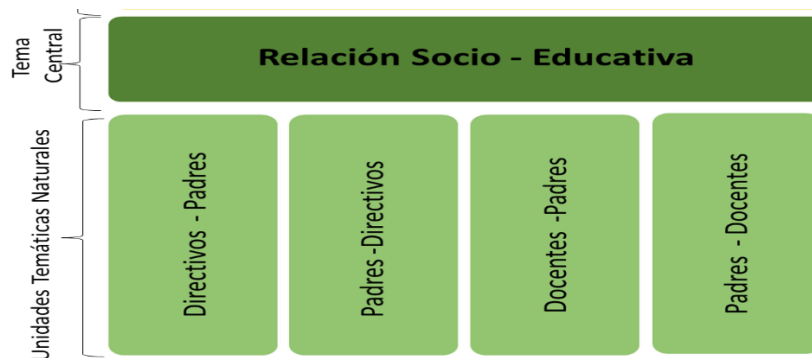 Tema
Central
Relación Socio - Educativa
Unidades Temáticas Naturales
Directivos - Padres
Padres -Directivos
Docentes -Padres
Padres - Docentes